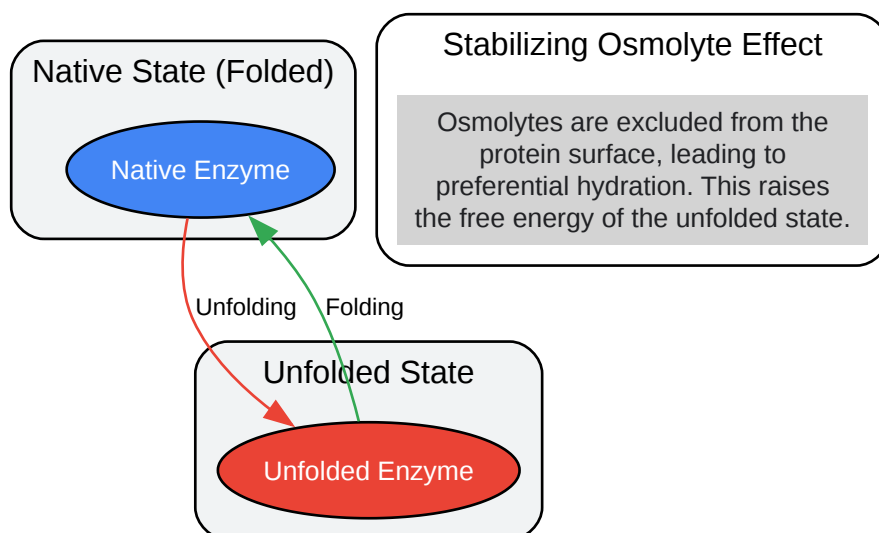 Native State (Folded)
Native Enzyme
Stabilizing Osmolyte Effect
Osmolytes are excluded from the
protein surface, leading to
preferential hydration. This raises
the free energy of the unfolded state.
Unfolding
Folding
Unfolded State
Unfolded Enzyme